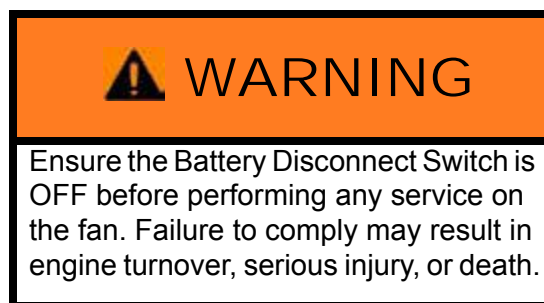 WARNING
Ensure the Battery Disconnect Switch is
OFF before performing any service on
the fan. Failure to comply may result in
engine turnover, serious injury, or death.